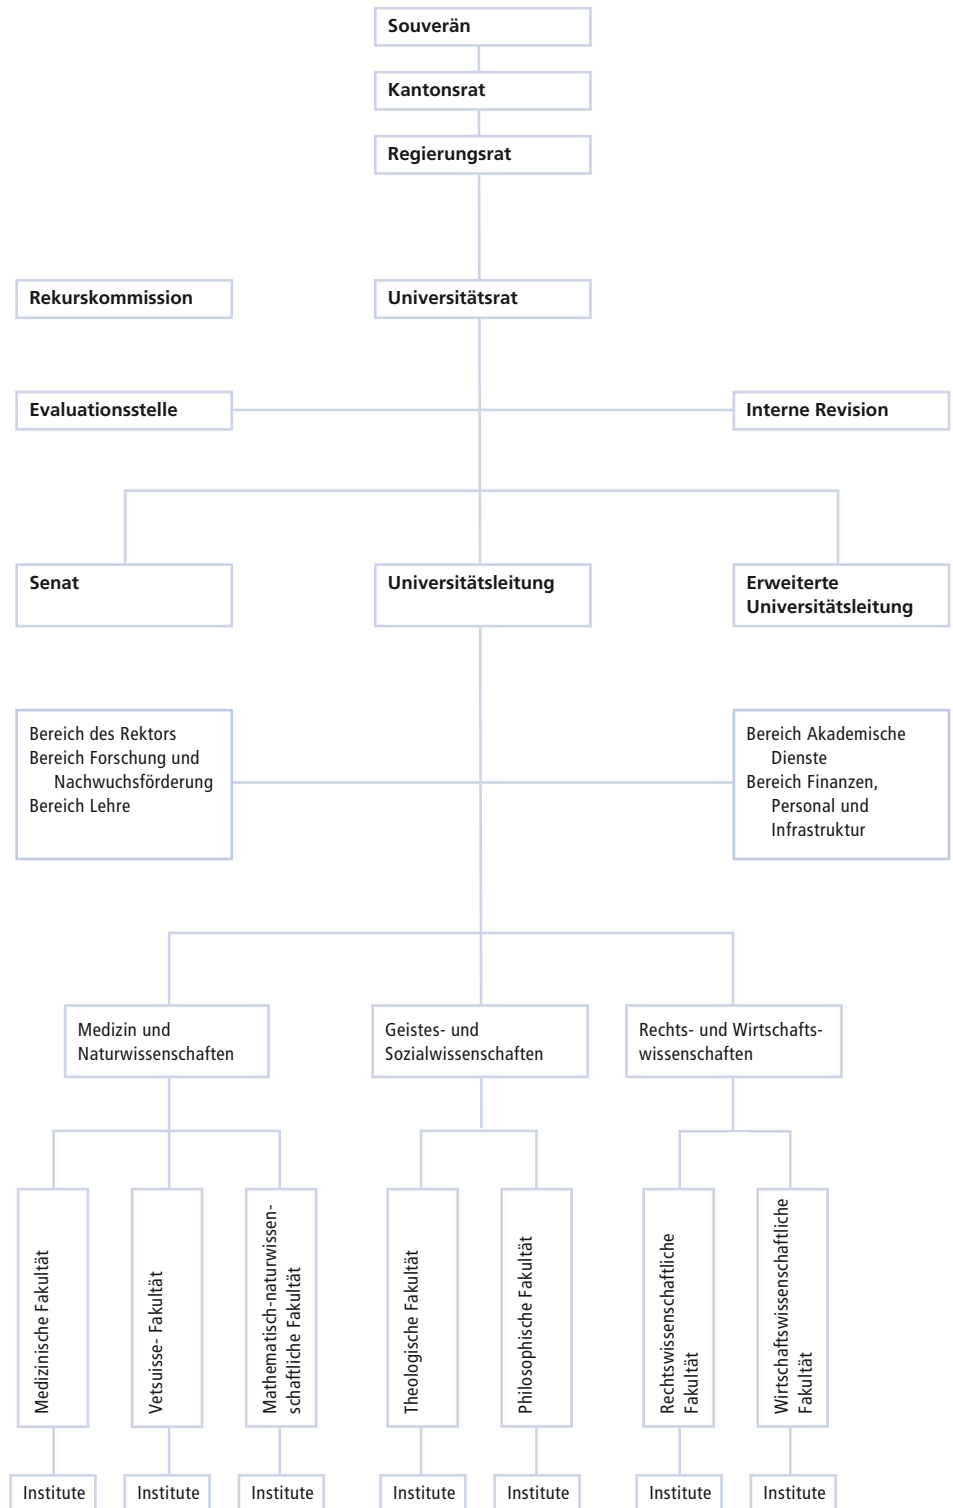 Souverän
Kantonsrat
Regierungsrat
Rekurskommission
Universitätsrat
Evaluationsstelle
Interne Revision
Senat
Universitätsleitung
Erweiterte
Universitätsleitung
Bereich des Rektors
Bereich Forschung und
Nachwuchsförderung
Bereich Lehre
Bereich Akademische
Dienste
Bereich Finanzen,
Personal und
Infrastruktur
Medizin und
Naturwissenschaften
Geistes- und
Sozialwissenschaften
Rechts- und Wirtschafts-
wissenschaften
Medizinische Fakultät
Vetsuisse- Fakultät
Mathematisch-naturwissen-
schaftliche Fakultät
Theologische Fakultät
Philosophische Fakultät
Rechtswissenschaftliche
Fakultät
Wirtschaftswissenschaftliche
Fakultät
Institute
Institute
Institute
Institute
Institute
Institute
Institute